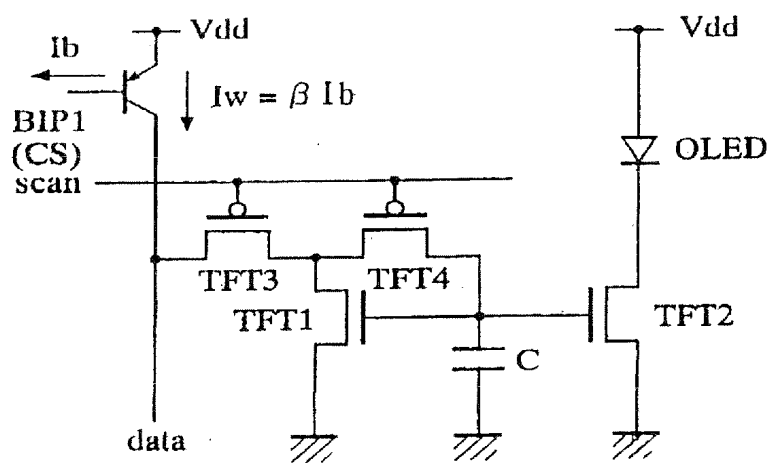 Vdd
Vdd
Ib
Iw = β Ib
BIP1
(CS)
scan
OLED
TFT3
TFT4
TFT1
TFT2
C
data